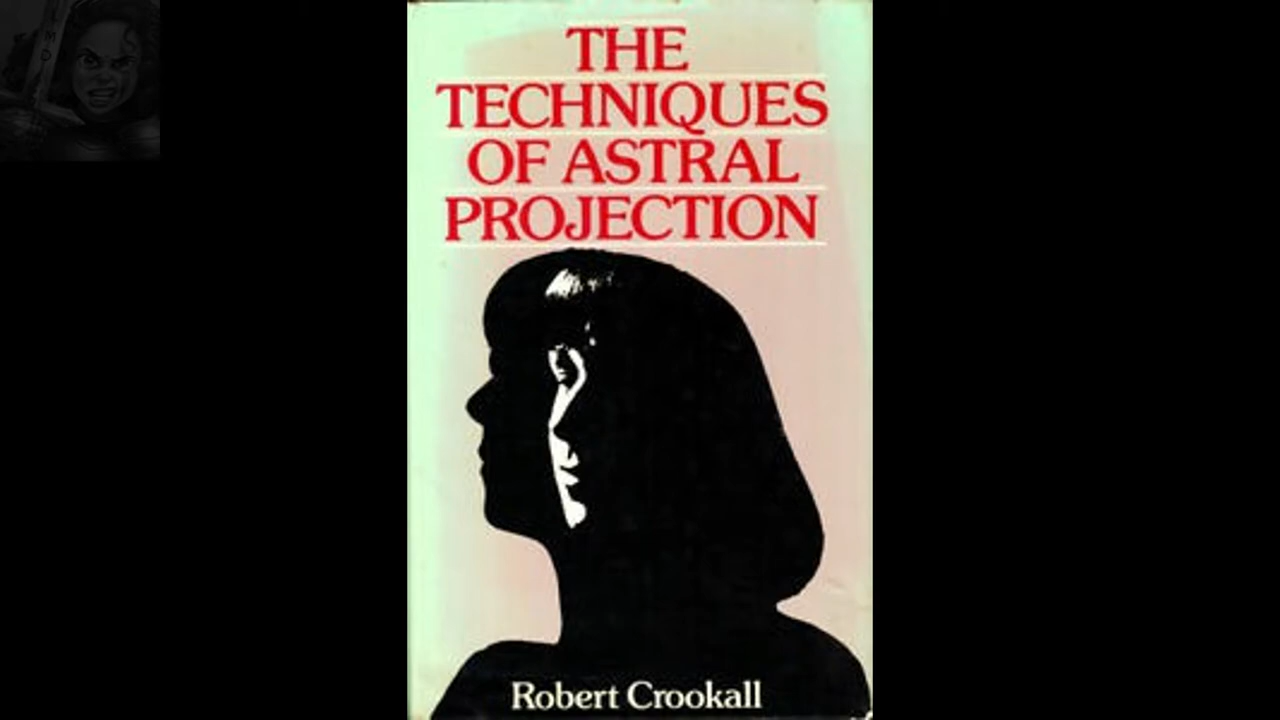 THE
TECHNIQUES
OF ASTRAL
PROJECTION
Robert Crookall